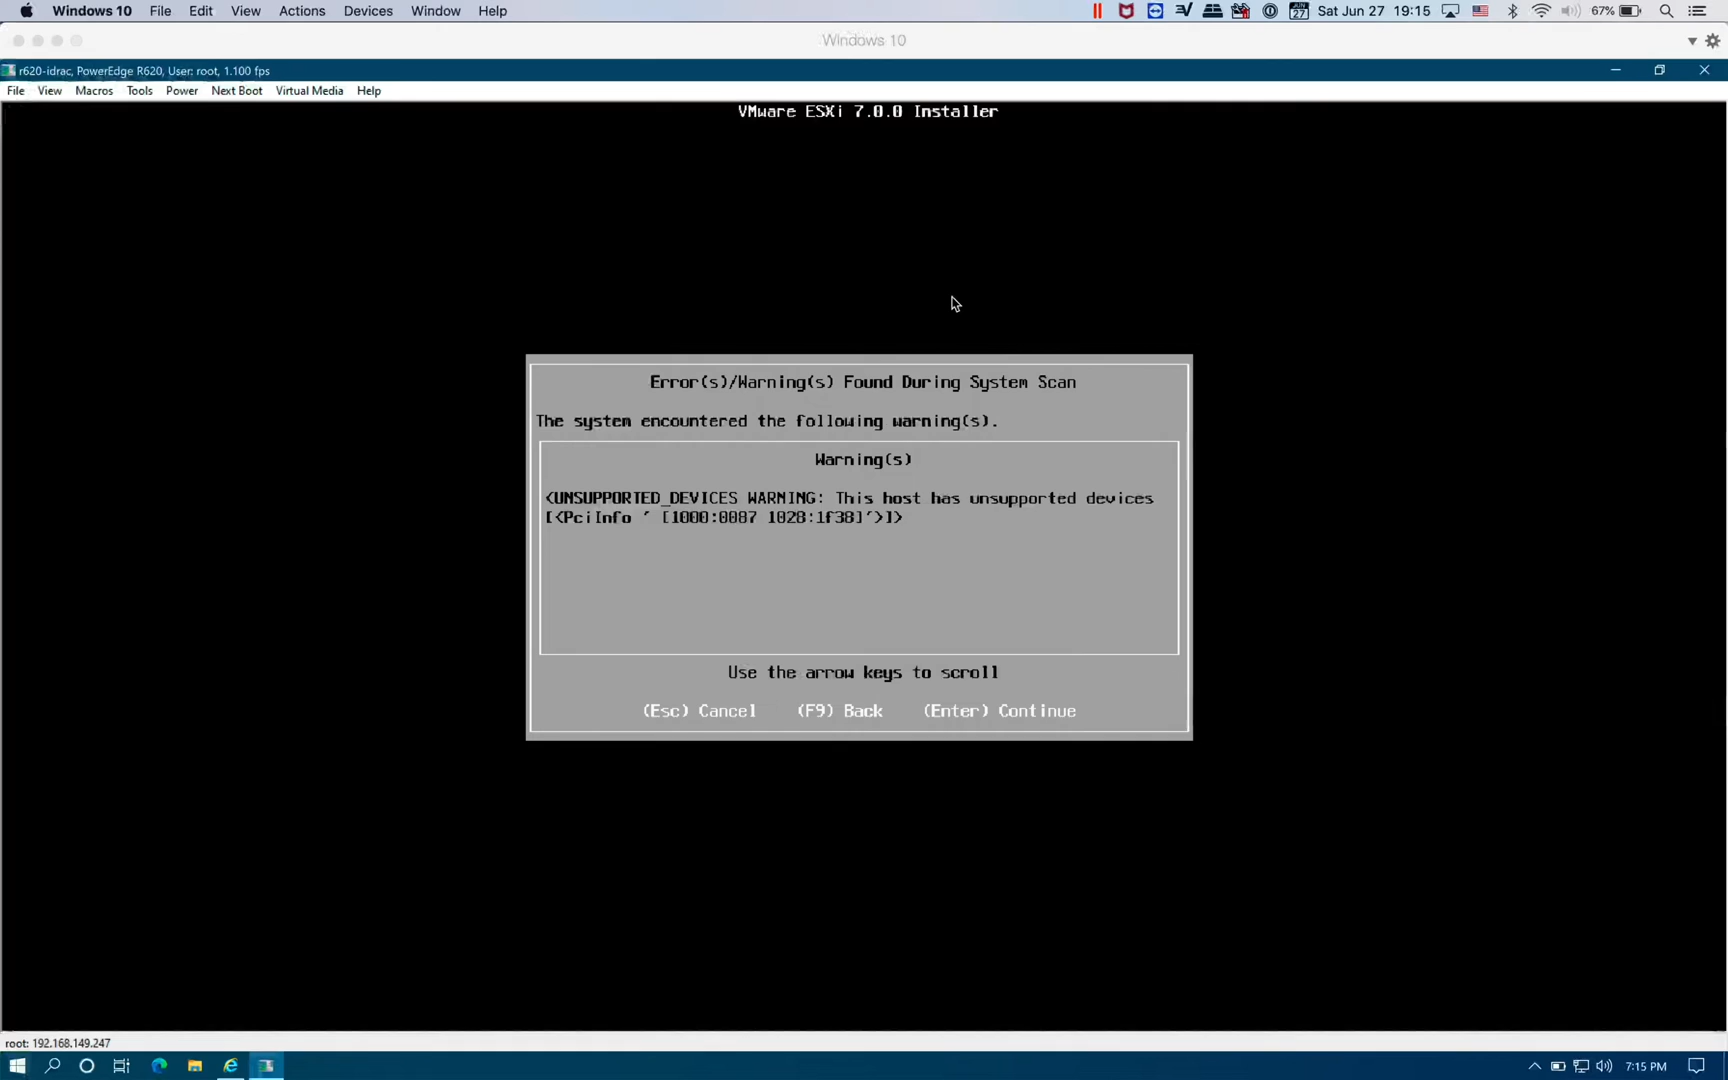 Windows 10 File Edit View Actions Devices Window Help Sat Jun 27 19:15 67%
Windows 10
r620-idrac, PowerEdge R620, User: root, 1.100 fps
File View Macros Tools Power Next Boot Virtual Media Help
VMware ESXi 7.0.0 Installer
Error(s)/Warning(s) Found During System Scan
The system encountered the following warning(s).
Warning(s)
<UNSUPPORTED_DEVICES WARNING: This host has unsupported devices
[<PciInfo ' [1000:0087 1028:1f38]'>]>
Use the arrow keys to scroll
(Esc) Cancel (F9) Back (Enter) Continue
root: 192.168.149.247
7:15 PM